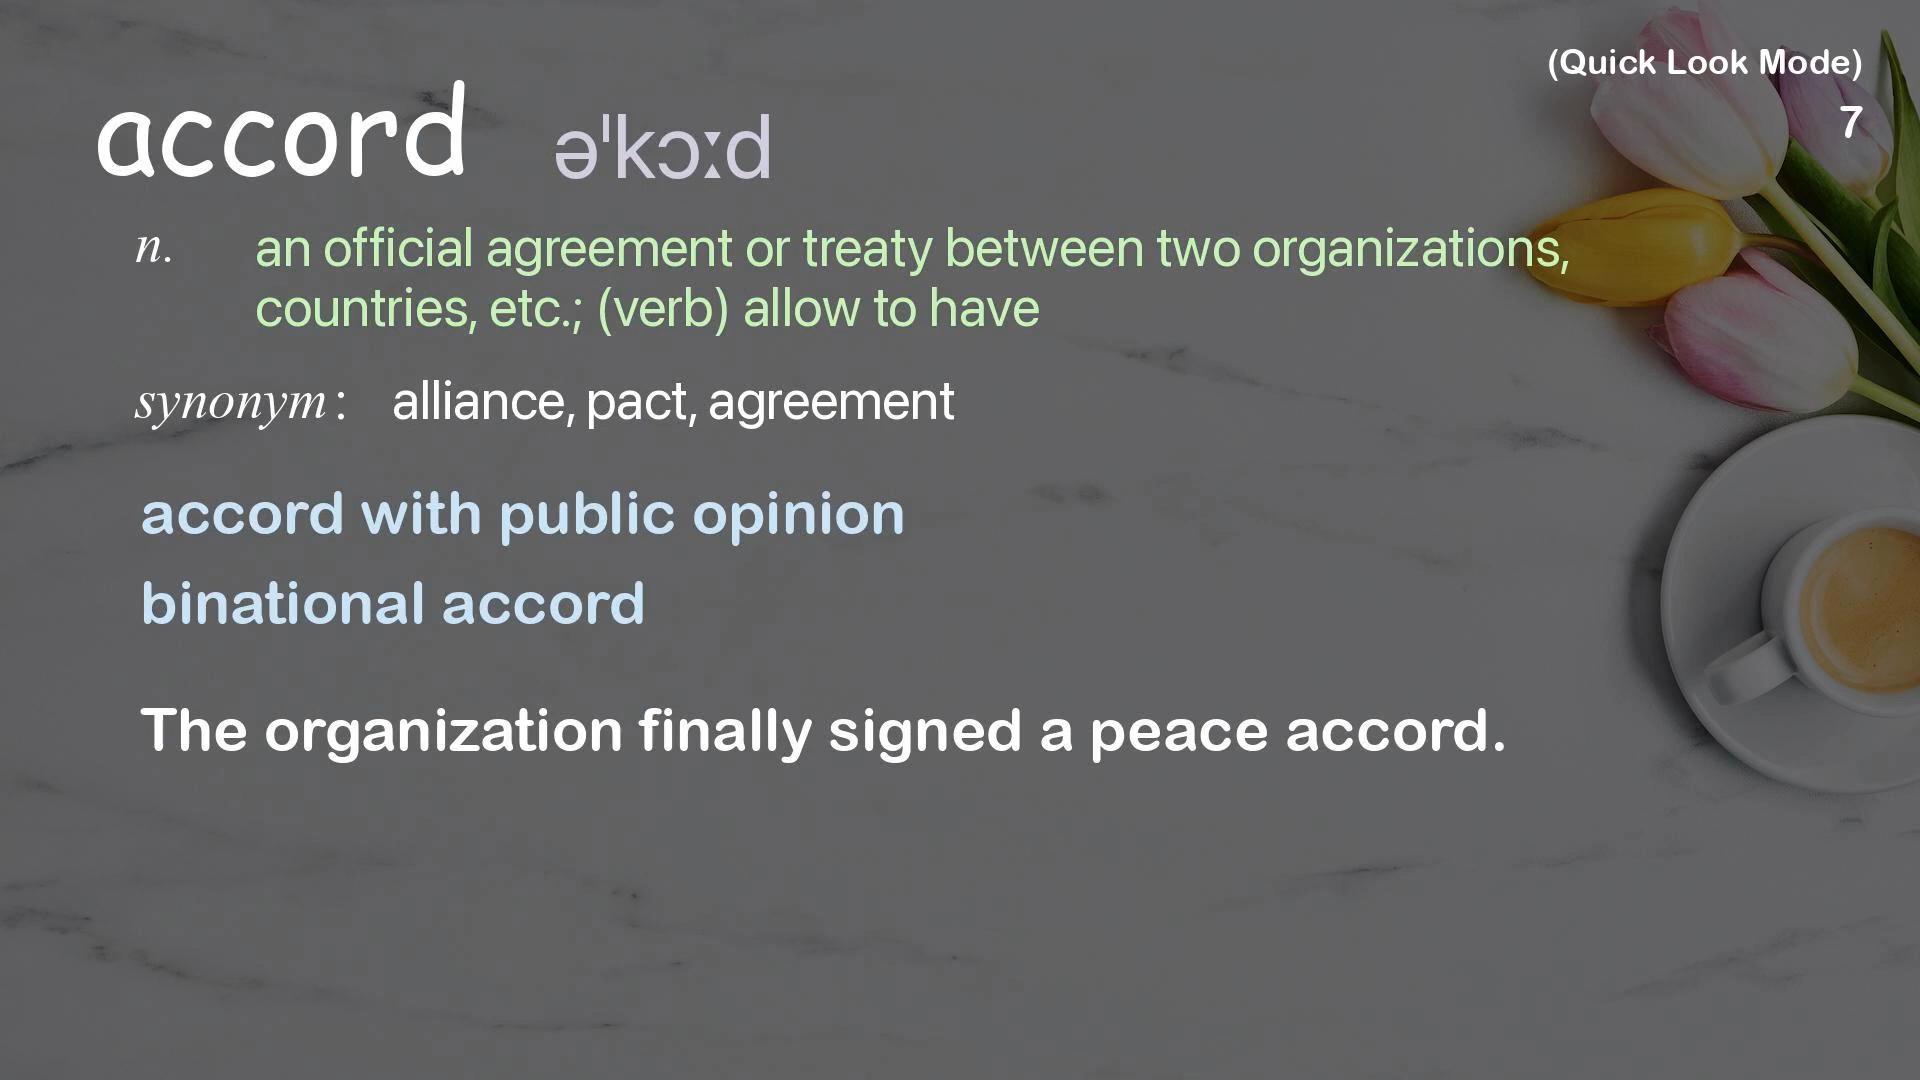 (Quick Look Mode)
7
accord əˈkɔːd
n. an official agreement or treaty between two organizations,
countries, etc.; (verb) allow to have
synonym: alliance, pact, agreement
accord with public opinion
binational accord
The organization finally signed a peace accord.